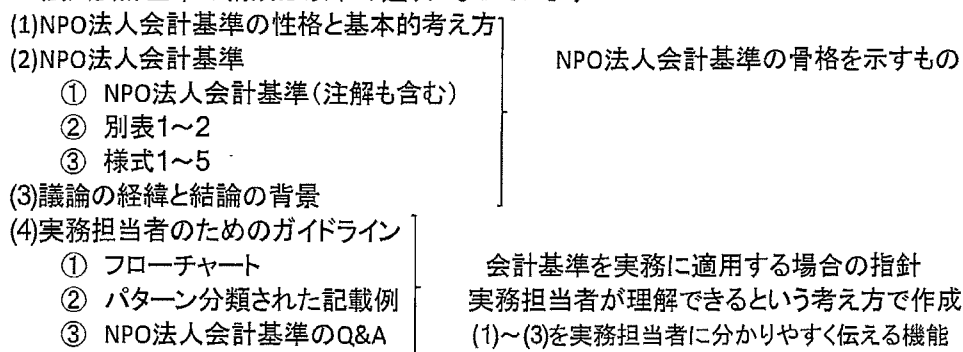 (1)NPO法人会計基準の性格と基本的考え方
(2)NPO法人会計基準 NPO法人会計基準の骨格を示すもの
① NPO法人会計基準(注解も含む)
② 別表1〜2
③ 様式1〜5
(3)議論の経緯と結論の背景
(4)実務担当者のためのガイドライン
① フローチャート 会計基準を実務に適用する場合の指針
② パターン分類された記載例 実務担当者が理解できるという考え方で作成
③ NPO法人会計基準のQ&A (1)〜(3)を実務担当者に分かりやすく伝える機能